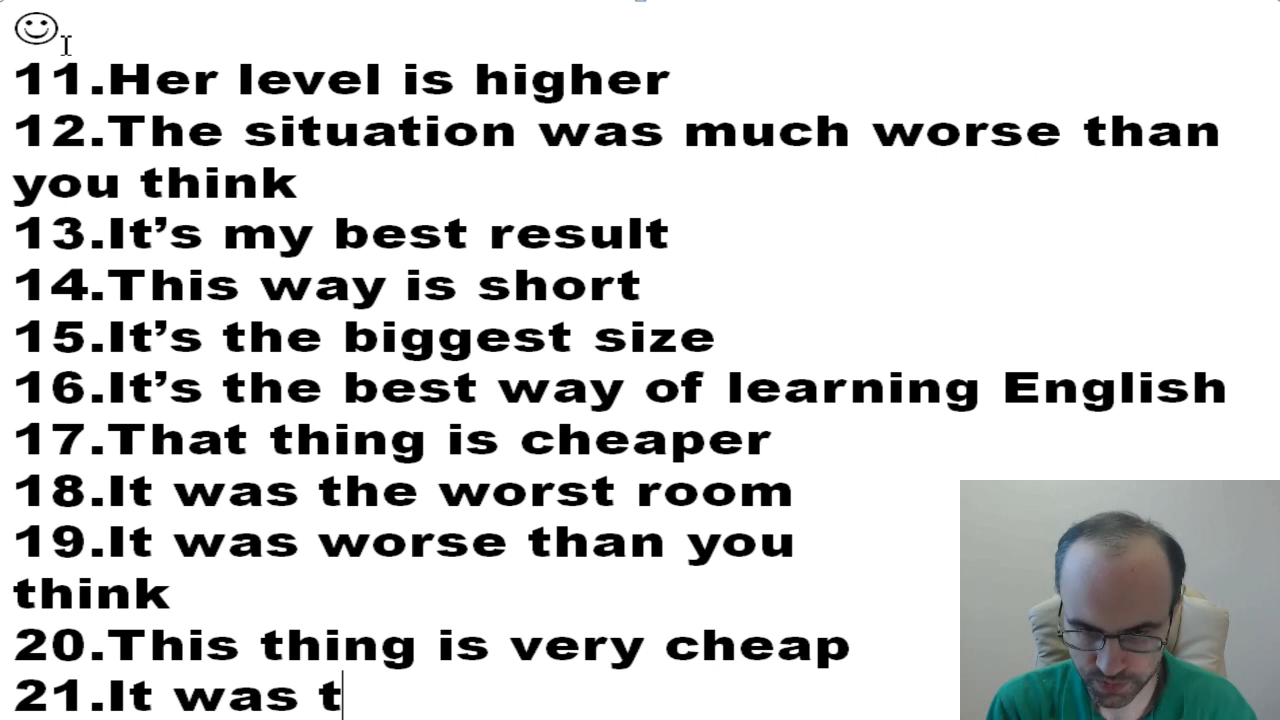 11.Her level is higher
12.The situation was much worse than
you think
13.It’s my best result
14.This way is short
15.It’s the biggest size
16.It’s the best way of learning English
17.That thing is cheaper
18.It was the worst room
19.It was worse than you
think
20.This thing is very cheap
21.It was t